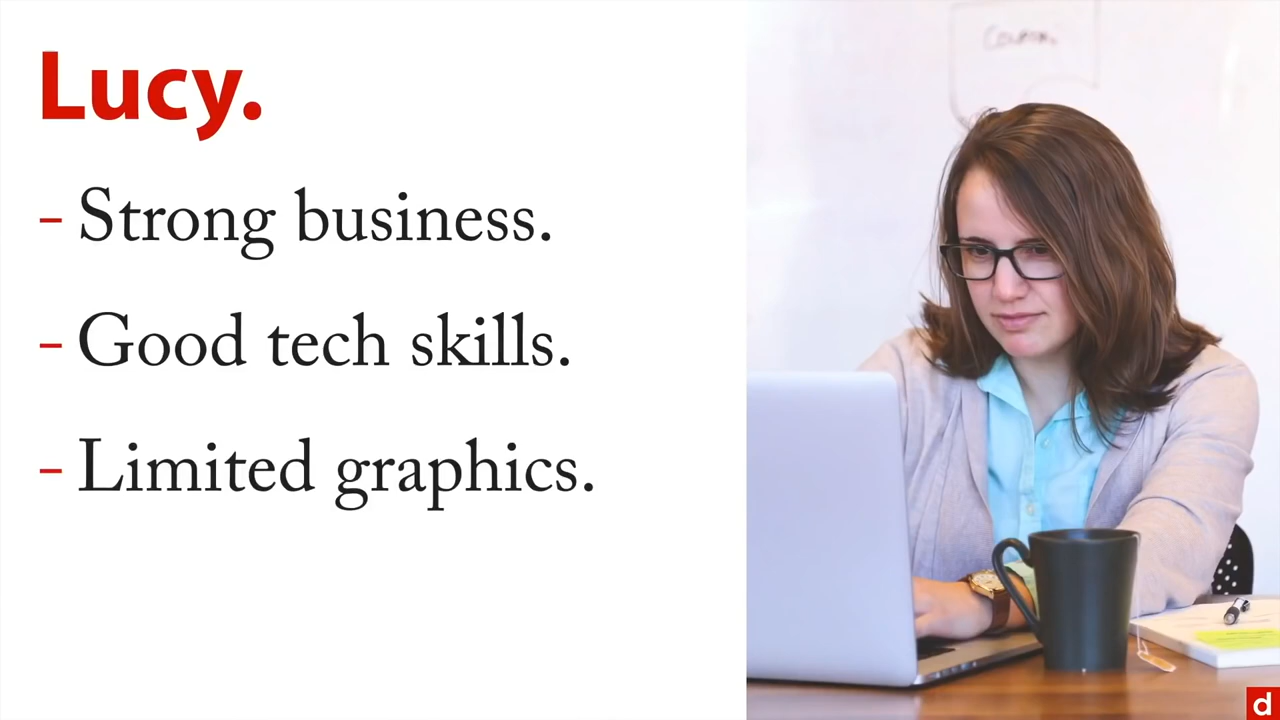 Lucy.
- Strong business.
- Good tech skills.
- Limited graphics.
d